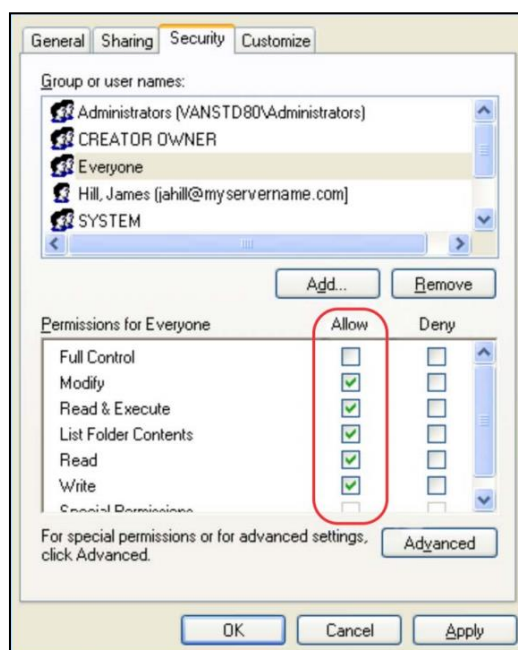 General Sharing Security Customize
Group or user names:
Administrators (VANSTD80\Administrators)
CREATOR OWNER
Everyone
Hill, James (jahill@myservername.com]
SYSTEM
Add... Remove
Permissions for Everyone Allow Deny
Full Control
Modify
Read & Execute
List Folder Contents
Read
Write
Special Permissions
For special permissions or for advanced settings,
click Advanced.
Advanced
OK Cancel Apply